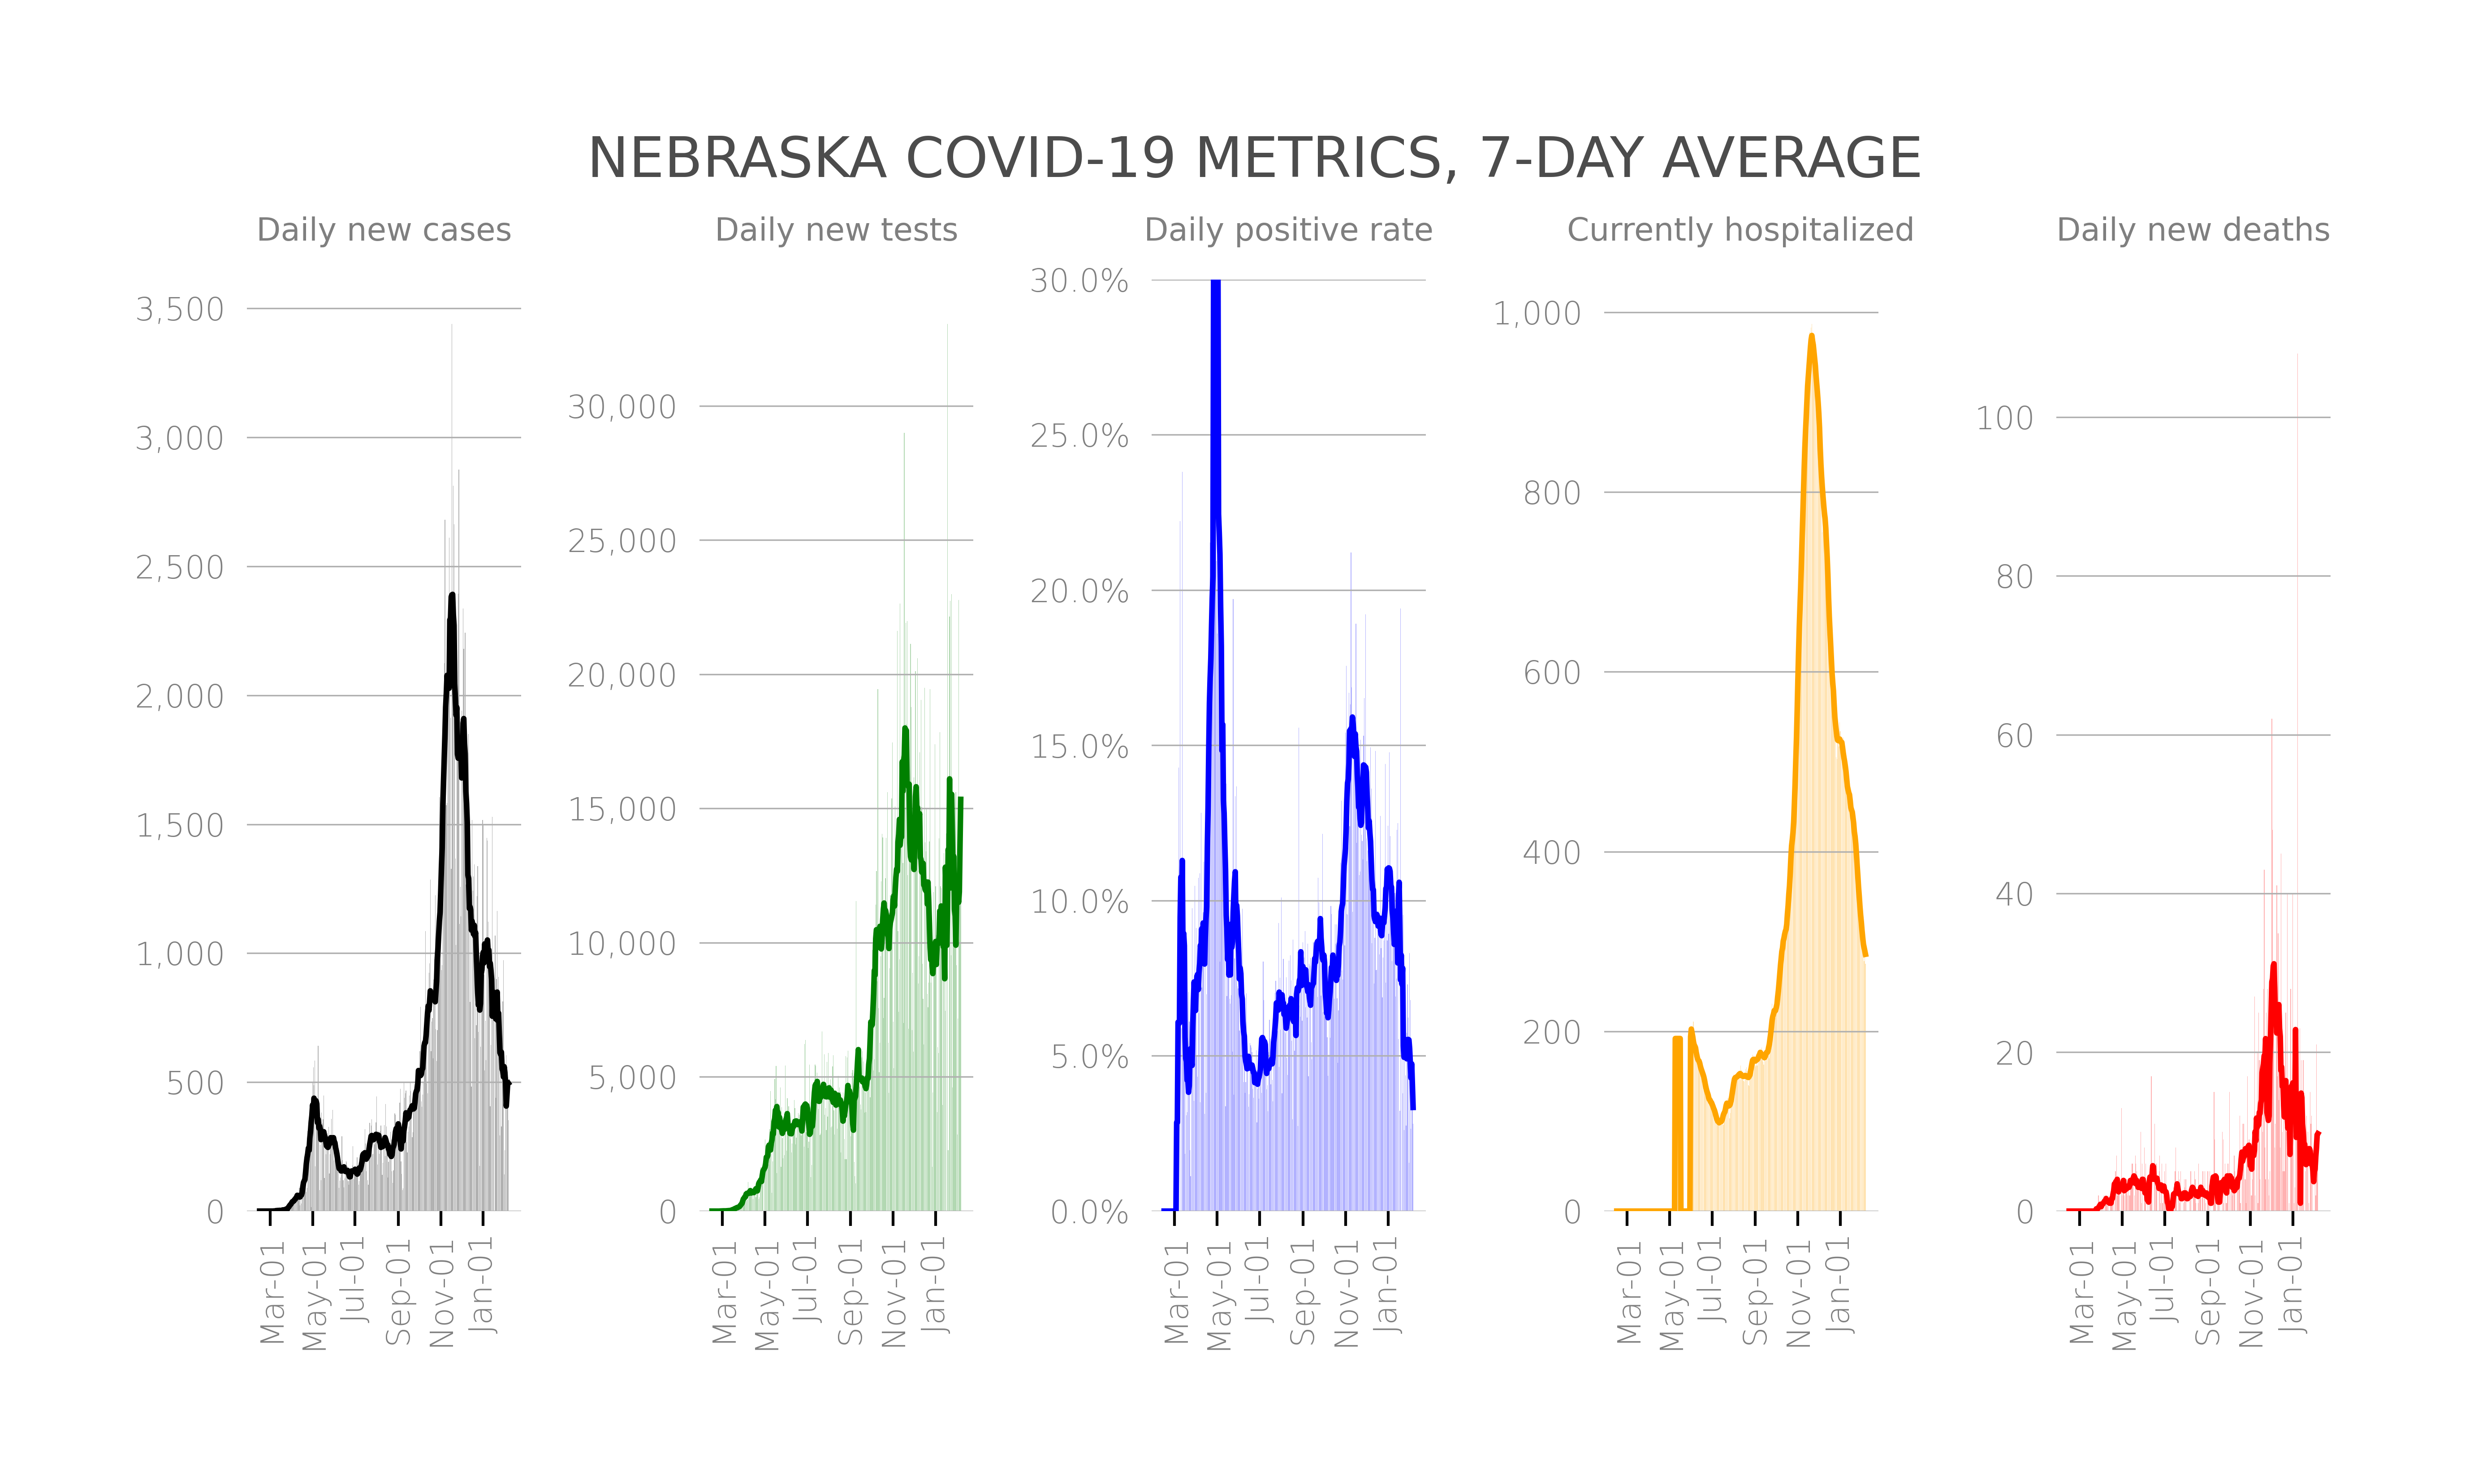 NEBRASKA COVID-19 METRICS, 7-DAY AVERAGE
Daily new cases
3,500
3,000
2,500
2,000
1,500
1,000
500
0
Mar-01
May-01
Jul-01
Sep-01
Nov-01
Jan-01
Daily new tests
30,000
25,000
20,000
15,000
10,000
5,000
0
Mar-01
May-01
Jul-01
Sep-01
Nov-01
Jan-01
Daily positive rate
30.0%
25.0%
20.0%
15.0%
10.0%
5.0%
0.0%
Mar-01
May-01
Jul-01
Sep-01
Nov-01
Jan-01
Currently hospitalized
1,000
800
600
400
200
0
Mar-01
May-01
Jul-01
Sep-01
Nov-01
Jan-01
Daily new deaths
100
80
60
40
20
0
Mar-01
May-01
Jul-01
Sep-01
Nov-01
Jan-01